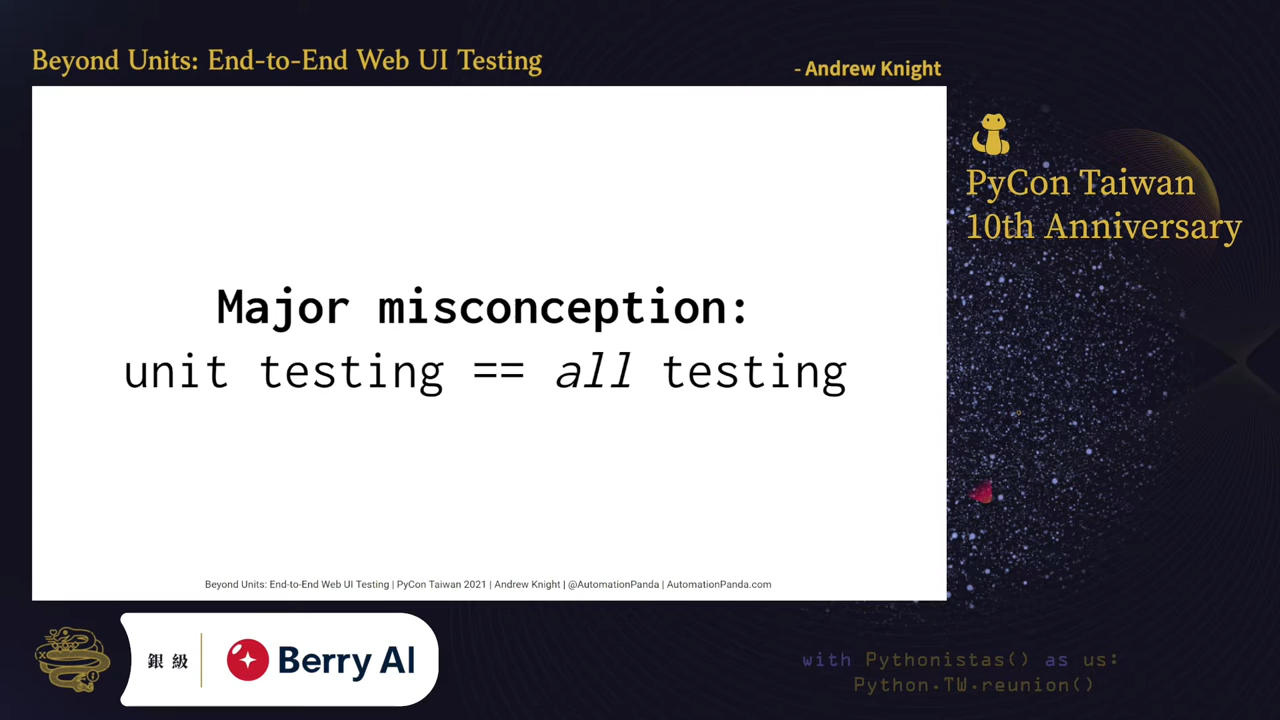 Beyond Units: End-to-End Web UI Testing
- Andrew Knight
PyCon Taiwan
10th Anniversary
Major misconception:
unit testing == all testing
Beyond Units: End-to-End Web UI Testing | PyCon Taiwan 2021 | Andrew Knight | @AutomationPanda | AutomationPanda.com
銀級
Berry AI
with Pythonistas() as us:
Python.TW.reunion()